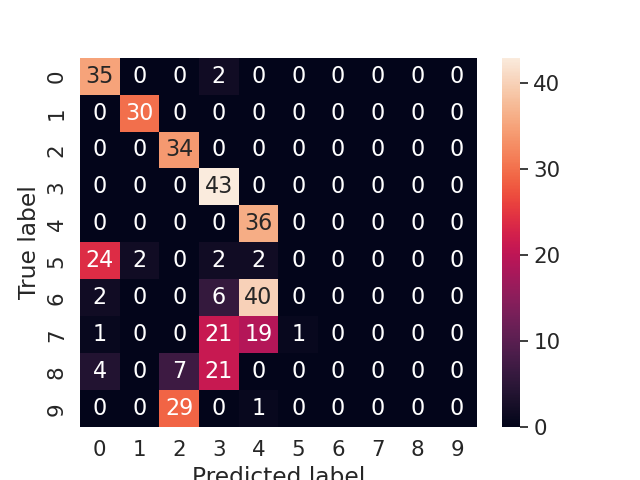 0 35 0 0 2 0 0 0 0 0 0
1 0 30 0 0 0 0 0 0 0 0
2 0 0 34 0 0 0 0 0 0 0
3 0 0 0 43 0 0 0 0 0 0
4 0 0 0 0 36 0 0 0 0 0
5 24 2 0 2 2 0 0 0 0 0
6 2 0 0 6 40 0 0 0 0 0
7 1 0 0 21 19 1 0 0 0 0
8 4 0 7 21 0 0 0 0 0 0
9 0 0 29 0 1 0 0 0 0 0
0 1 2 3 4 5 6 7 8 9
Predicted label
True label
40
30
20
10
0